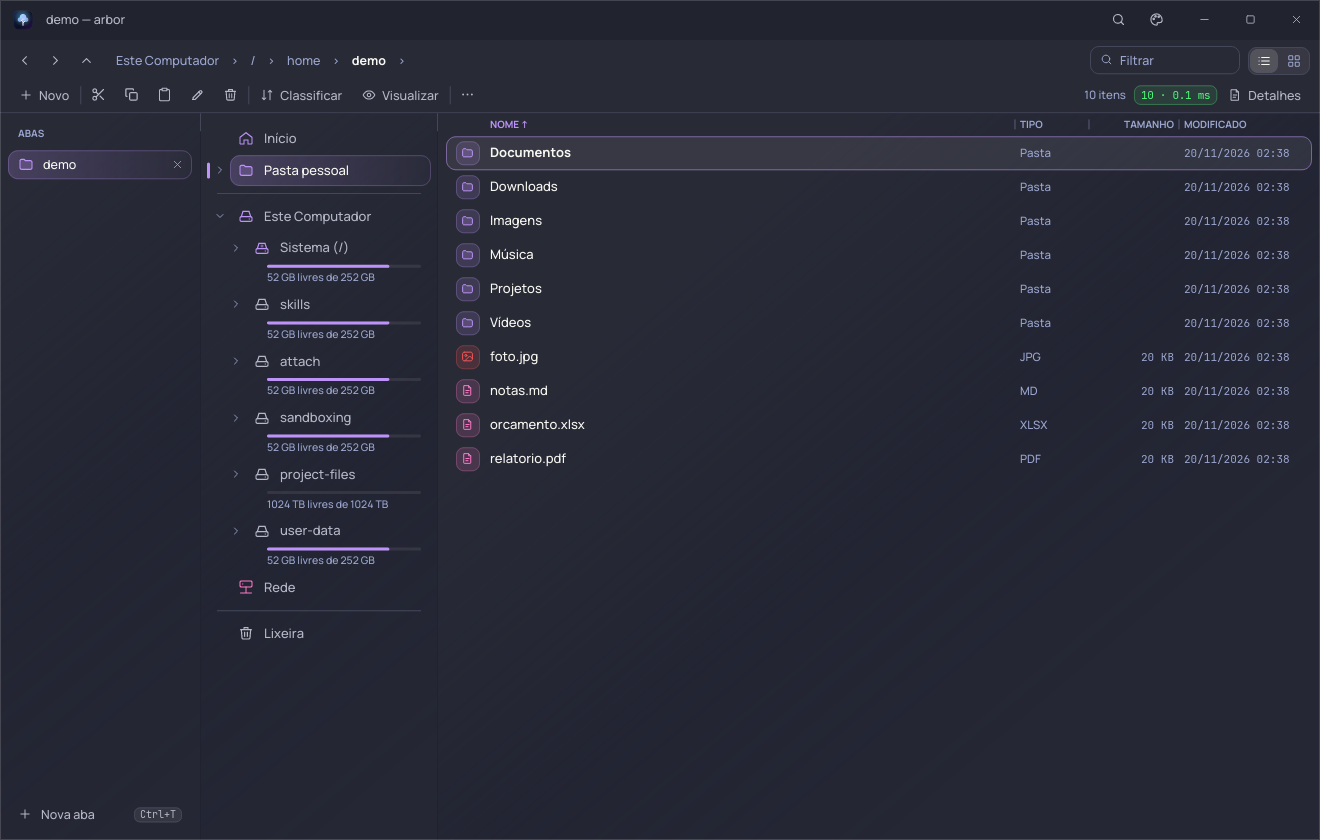 demo — arbor
Este Computador > / > home > demo >
Filtrar
+ Novo
Classificar
Visualizar
...
10 itens
10 · 0.1 ms
Detalhes
ABAS
demo
Início
Pasta pessoal
Este Computador
Sistema (/)
52 GB livres de 252 GB
skills
52 GB livres de 252 GB
attach
52 GB livres de 252 GB
sandboxing
52 GB livres de 252 GB
project-files
1024 TB livres de 1024 TB
user-data
52 GB livres de 252 GB
Rede
Lixeira
NOME ↑ TIPO TAMANHO MODIFICADO
Documentos Pasta 20/11/2026 02:38
Downloads Pasta 20/11/2026 02:38
Imagens Pasta 20/11/2026 02:38
Música Pasta 20/11/2026 02:38
Projetos Pasta 20/11/2026 02:38
Vídeos Pasta 20/11/2026 02:38
foto.jpg JPG 20 KB 20/11/2026 02:38
notas.md MD 20 KB 20/11/2026 02:38
orcamento.xlsx XLSX 20 KB 20/11/2026 02:38
relatorio.pdf PDF 20 KB 20/11/2026 02:38
+ Nova aba Ctrl+T